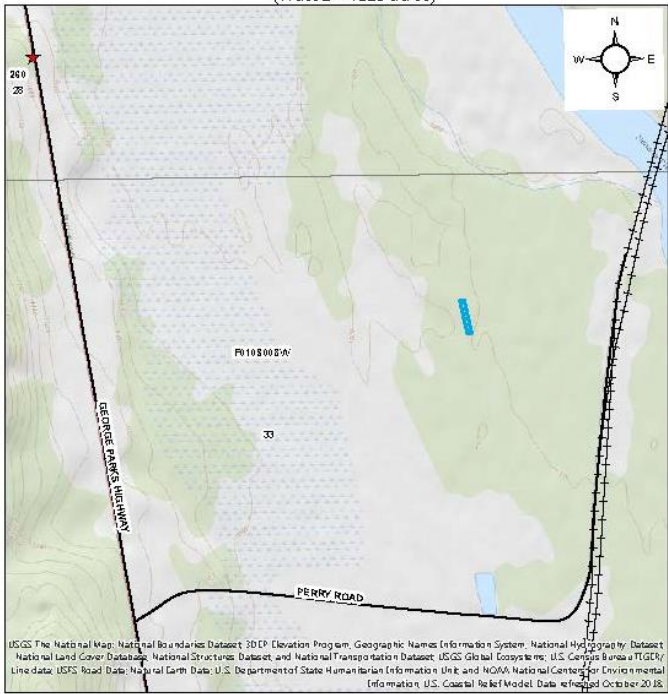 N
W E
S
260
28
F010S008W
33
GEORGE PARKS HIGHWAY
PERRY ROAD
USGS The National Map: National Boundaries Dataset, 3DEP Elevation Program, Geographic Names Information System, National Hydrography Dataset,
National Land Cover Database, National Structures Dataset, and National Transportation Dataset; USGS Global Ecosystems; U.S. Census Bureau TIGER/
Line data; USFS Road Data; Natural Earth Data; U.S. Department of State Humanitarian Information Unit; and NOAA National Centers for Environmental
Information, U.S. Coastal Relief Model. Data refreshed October 2018.